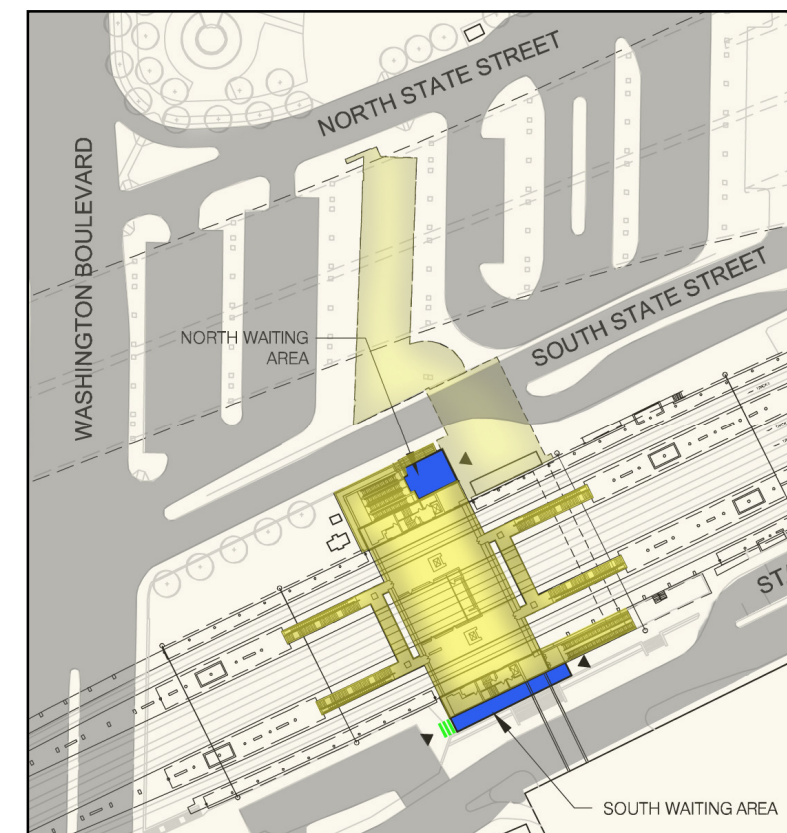 NORTH STATE STREET
WASHINGTON BOULEVARD
SOUTH STATE STREET
NORTH WAITING
AREA
SOUTH WAITING AREA